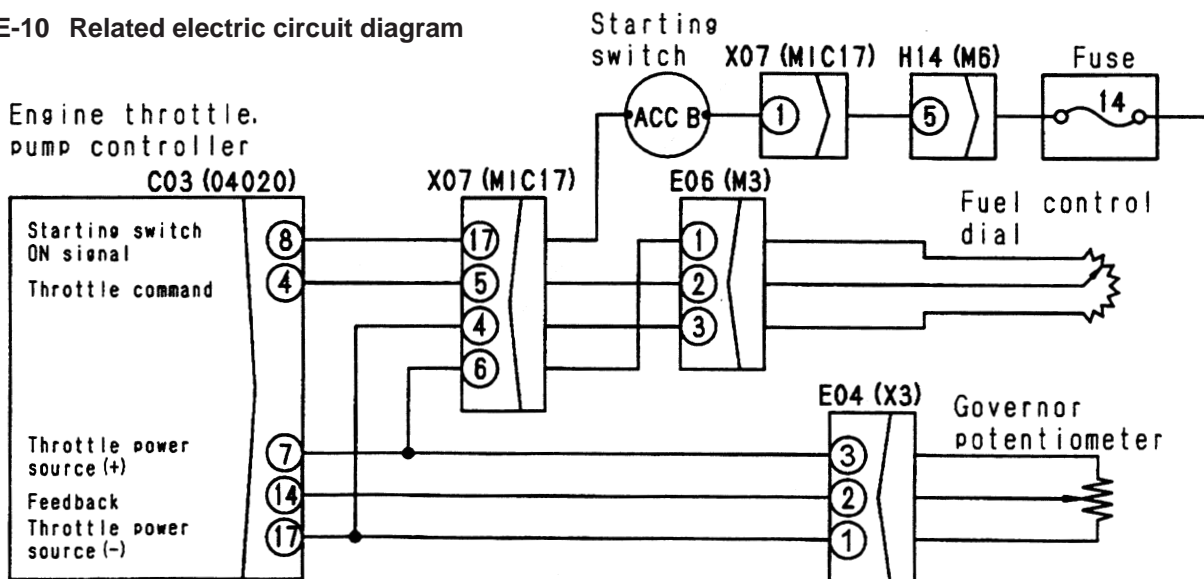 E-10 Related electric circuit diagram
Starting
switch
X07 (MIC17)
H14 (M6)
Fuse
ACC B
1
5
14
Engine throttle.
pump controller
C03 (04020)
X07 (MIC17)
E06 (M3)
Fuel control
dial
Starting switch
ON signal
8
17
1
Throttle command
4
5
2
4
3
6
E04 (X3)
Governor
potentiometer
Throttle power
source (+)
7
3
Feedback
14
2
Throttle power
source (-)
17
1